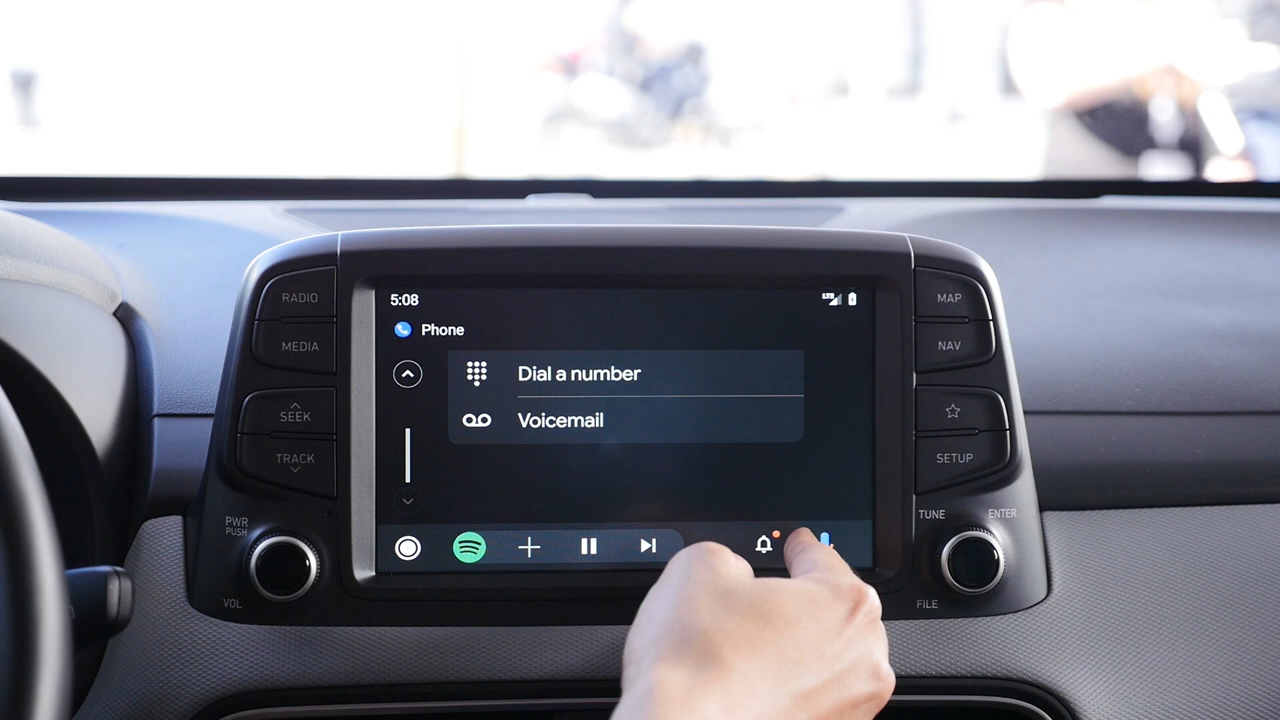 RADIO
MEDIA
SEEK
TRACK
PWR
PUSH
VOL
5:08
LTE
Phone
Dial a number
Voicemail
MAP
NAV
SETUP
TUNE
ENTER
FILE